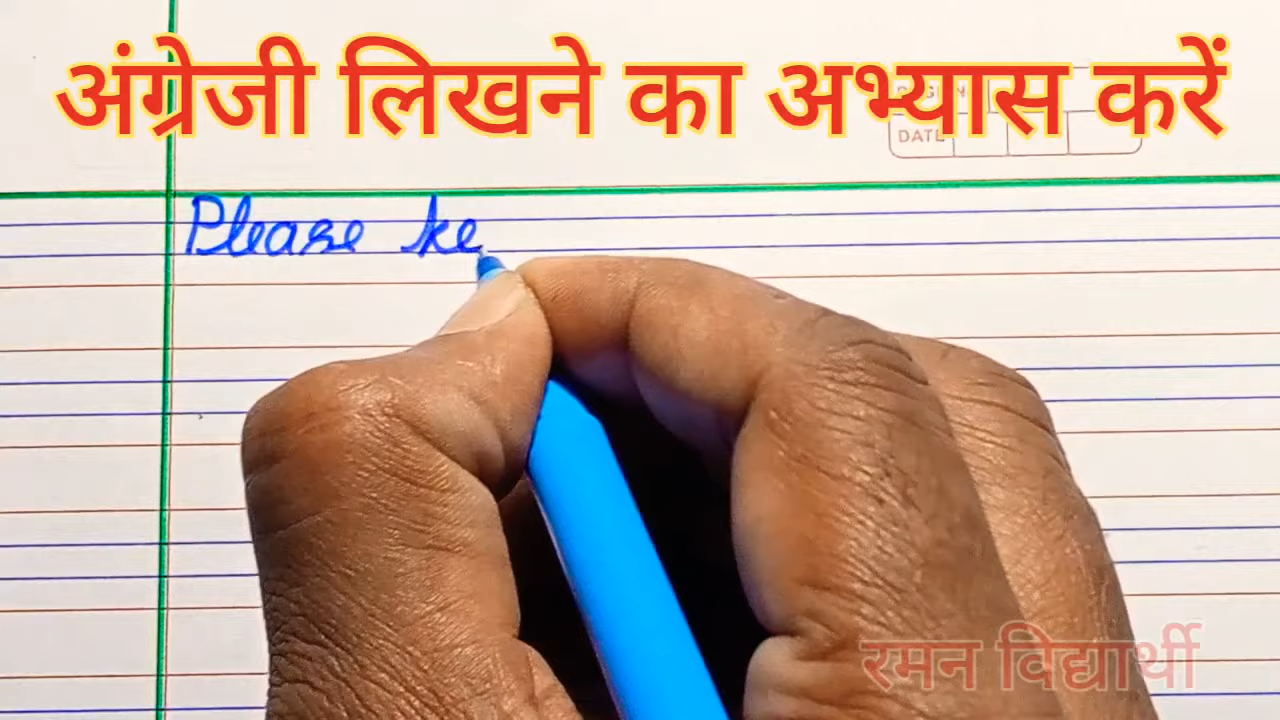 अंग्रेजी लिखने का अभ्यास करें
DATE
Please ke
रमन विद्यार्थी